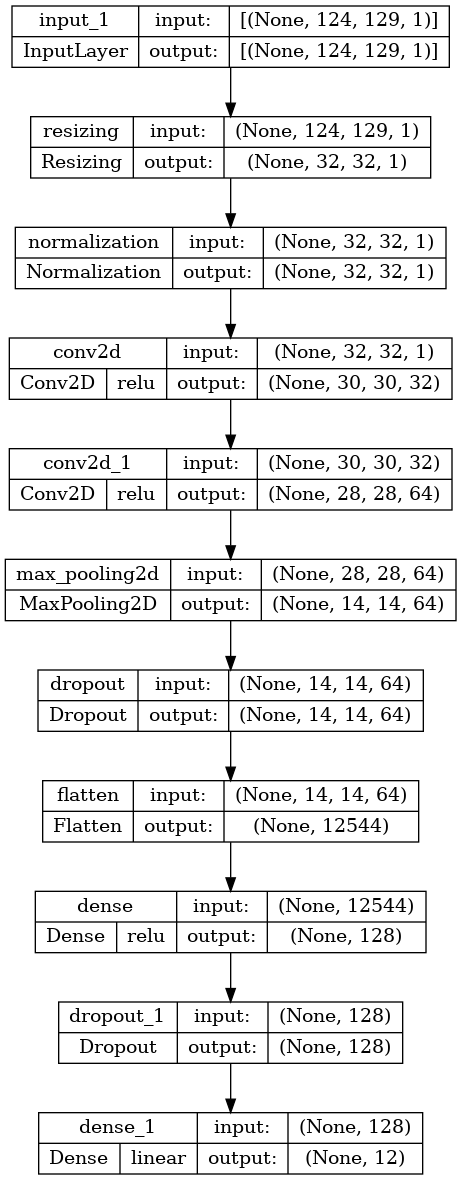 input_1 input: [(None, 124, 129, 1)]
InputLayer output: [(None, 124, 129, 1)]
resizing input: (None, 124, 129, 1)
Resizing output: (None, 32, 32, 1)
normalization input: (None, 32, 32, 1)
Normalization output: (None, 32, 32, 1)
conv2d input: (None, 32, 32, 1)
Conv2D relu output: (None, 30, 30, 32)
conv2d_1 input: (None, 30, 30, 32)
Conv2D relu output: (None, 28, 28, 64)
max_pooling2d input: (None, 28, 28, 64)
MaxPooling2D output: (None, 14, 14, 64)
dropout input: (None, 14, 14, 64)
Dropout output: (None, 14, 14, 64)
flatten input: (None, 14, 14, 64)
Flatten output: (None, 12544)
dense input: (None, 12544)
Dense relu output: (None, 128)
dropout_1 input: (None, 128)
Dropout output: (None, 128)
dense_1 input: (None, 128)
Dense linear output: (None, 12)